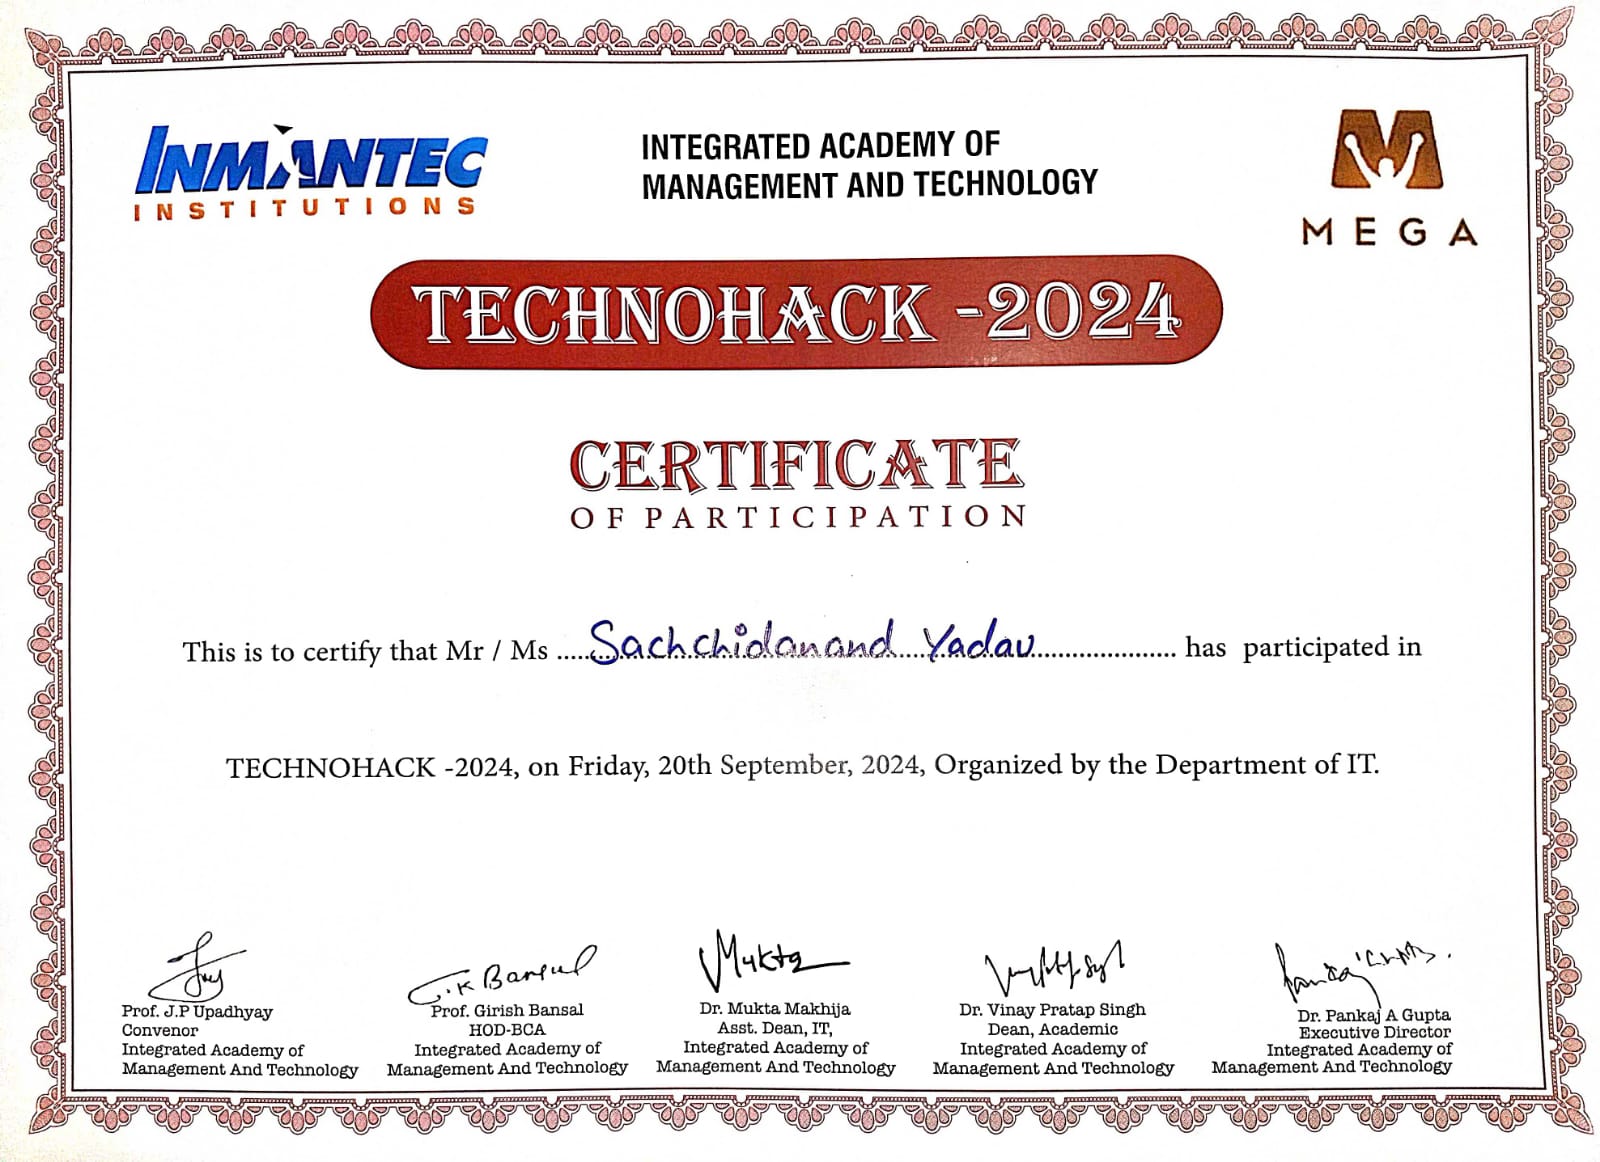 INMANTEC
INSTITUTIONS
INTEGRATED ACADEMY OF
MANAGEMENT AND TECHNOLOGY
MEGA
TECHNOHACK -2024
CERTIFICATE
OF PARTICIPATION
This is to certify that Mr / Ms ..... Sachchidanand Yadav ..................... has participated in
TECHNOHACK -2024, on Friday, 20th September, 2024, Organized by the Department of IT.
G.K Bansal
Mukta
Prof. J.P Upadhyay
Convenor
Integrated Academy of
Management And Technology
Prof. Girish Bansal
HOD-BCA
Integrated Academy of
Management And Technology
Dr. Mukta Makhija
Asst. Dean, IT,
Integrated Academy of
Management And Technology
Dr. Vinay Pratap Singh
Dean, Academic
Integrated Academy of
Management And Technology
Dr. Pankaj A Gupta
Executive Director
Integrated Academy of
Management And Technology